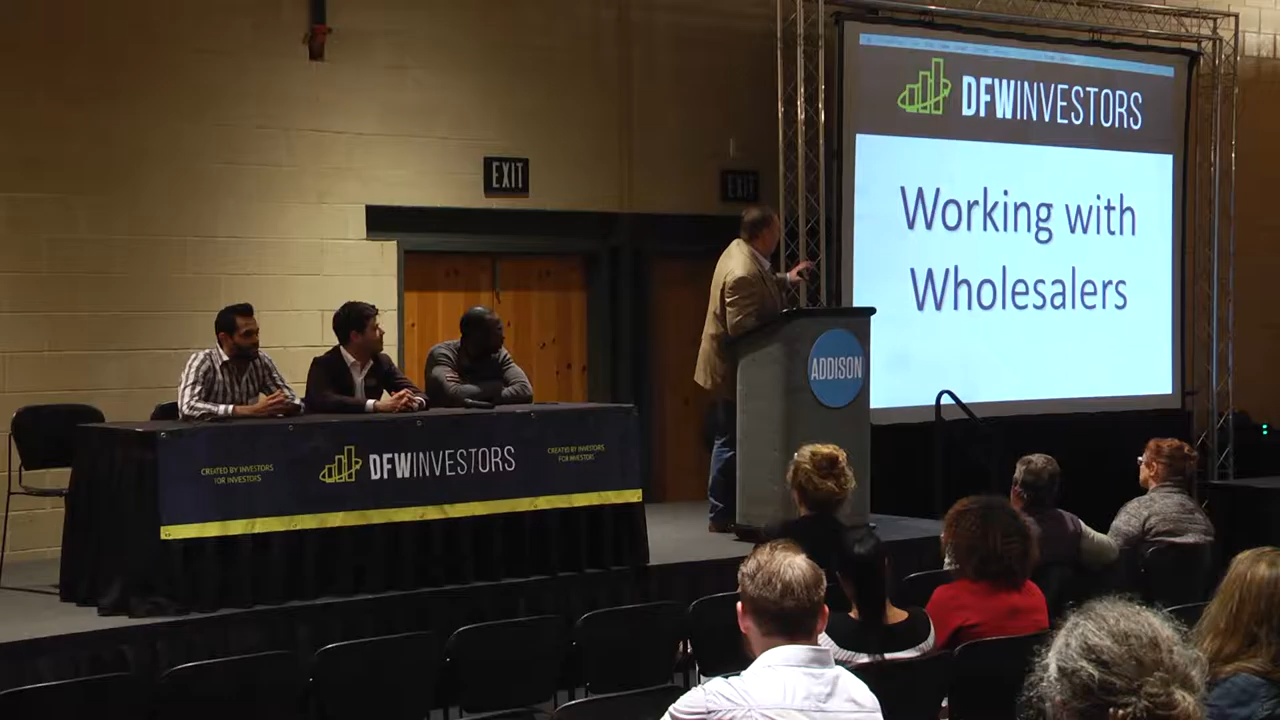 DFWINVESTORS
Working with
Wholesalers
EXIT
EXIT
ADDISON
CREATED BY INVESTORS
FOR INVESTORS
DFWINVESTORS
CREATED BY INVESTORS
FOR INVESTORS